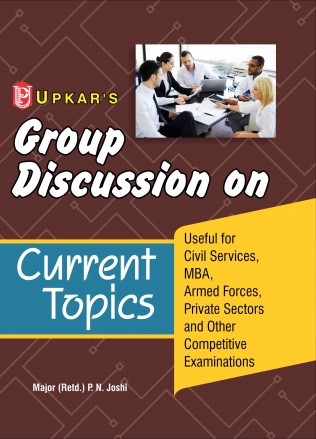 UPKAR'S
Group
Discussion on
Current
Topics
Useful for
Civil Services,
MBA,
Armed Forces,
Private Sectors
and Other
Competitive
Examinations
Major (Retd.) P. N. Joshi